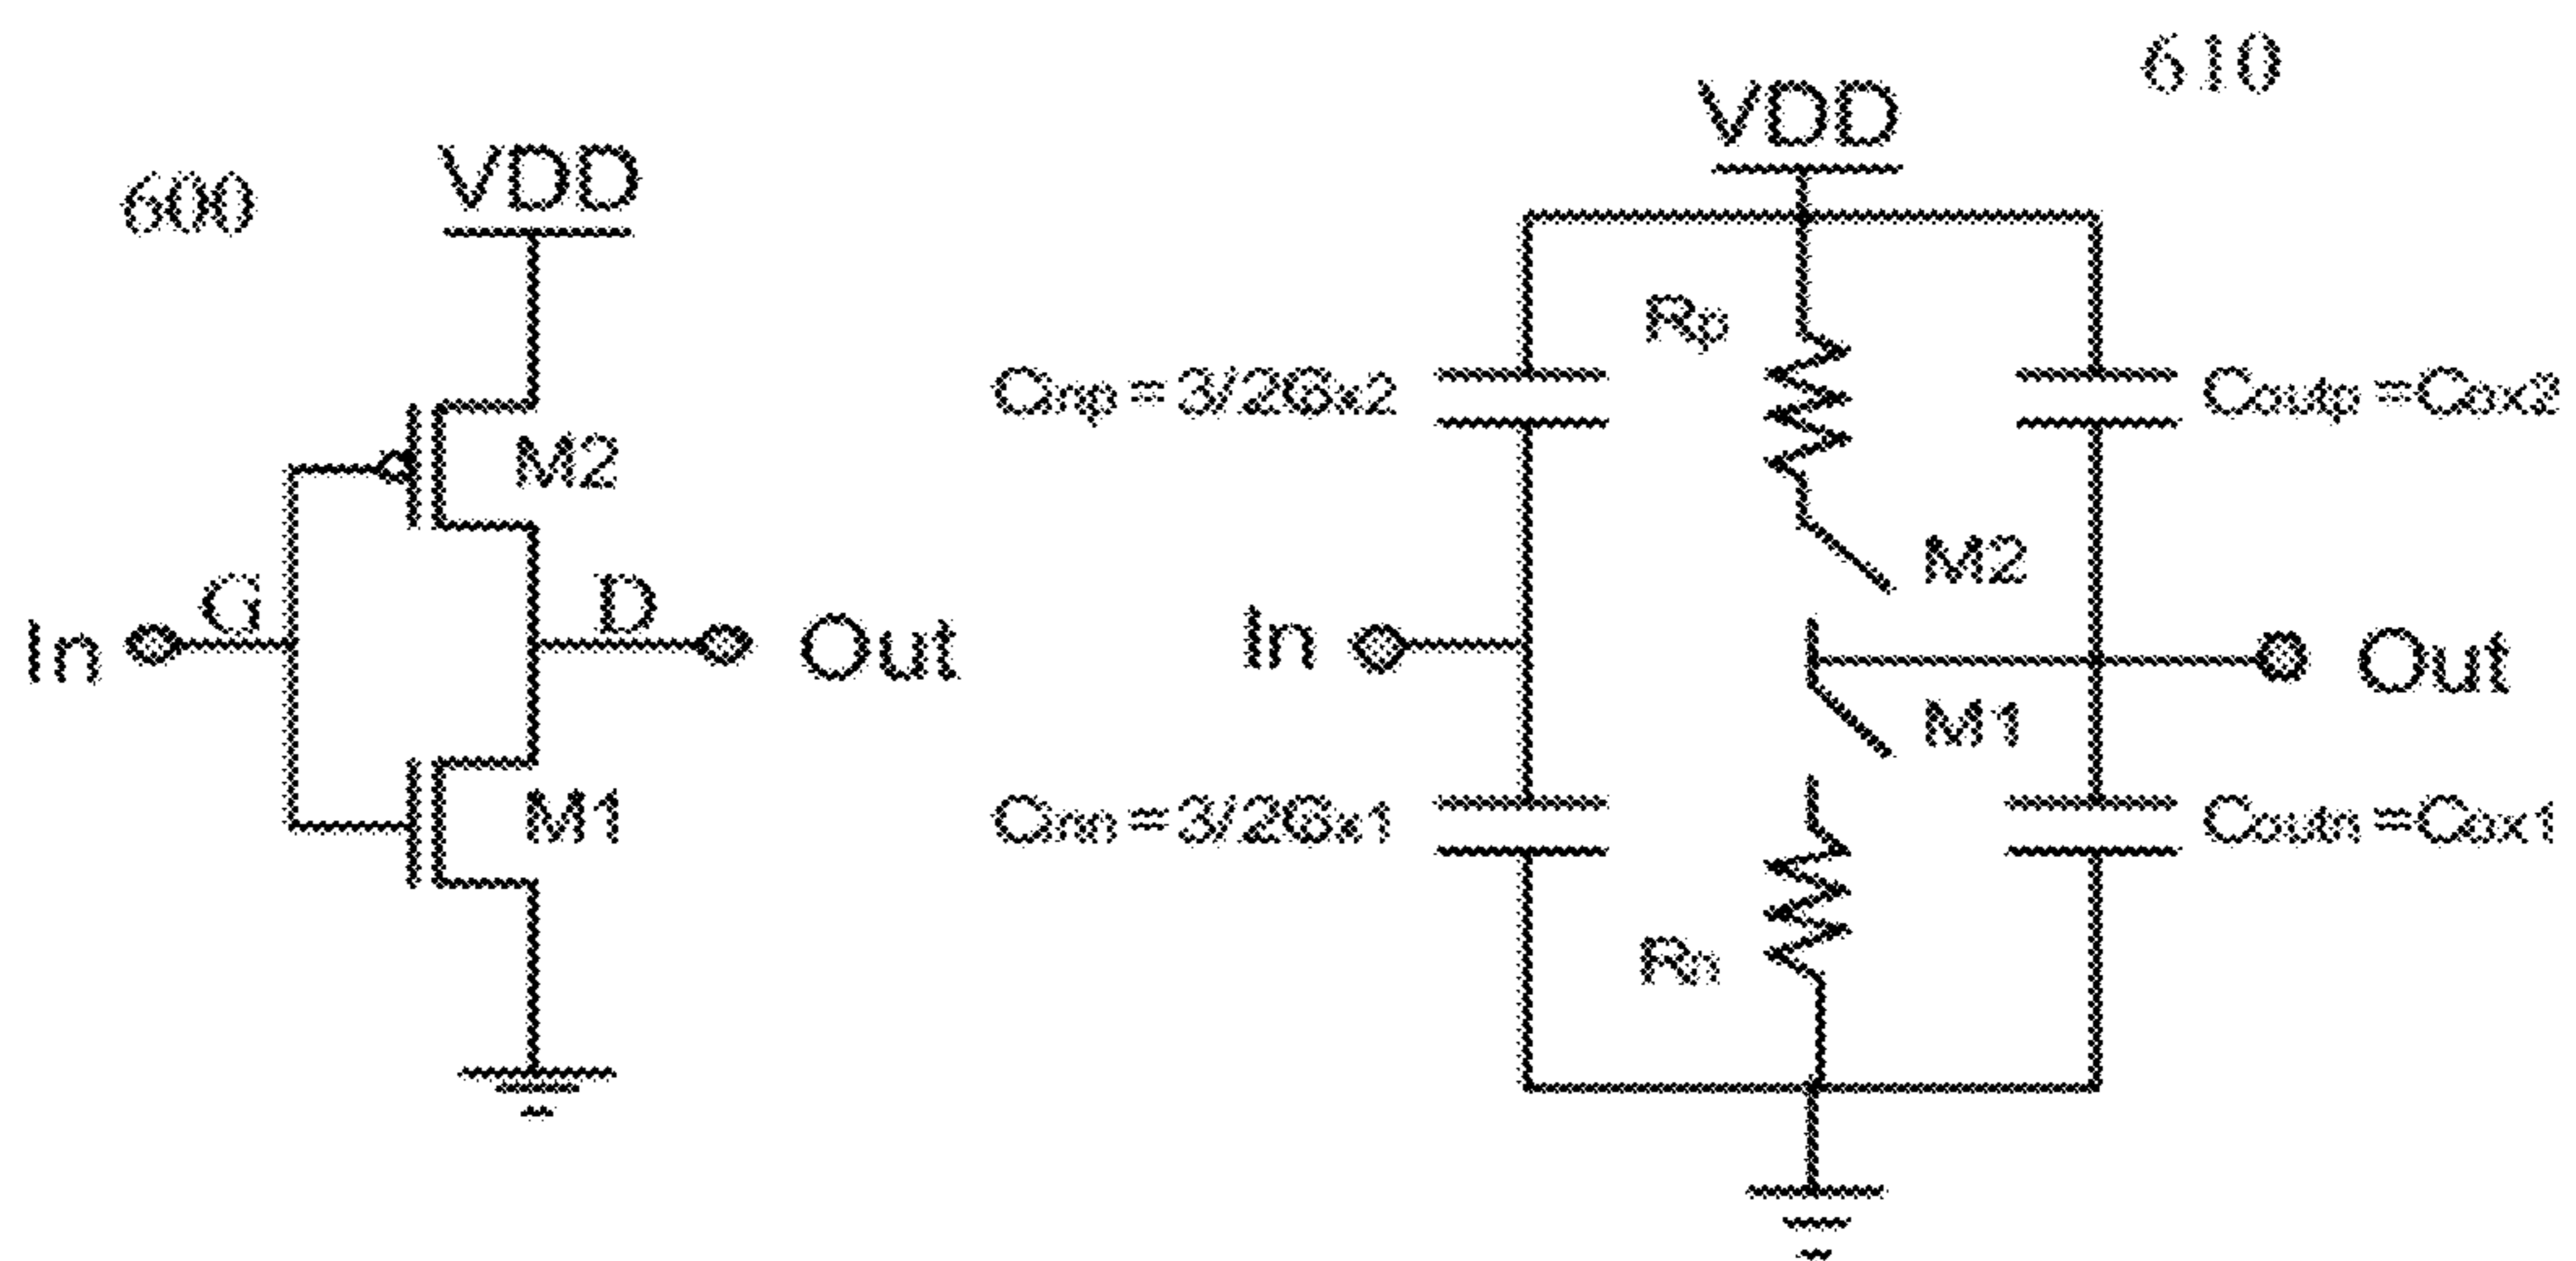 600
VDD
M2
G
In
D
Out
M1
610
VDD
Rp
Cinp = 3/2Cox2
Coutp = Cox2
M2
In
Out
M1
Cinn = 3/2Cox1
Coutn = Cox1
Rn